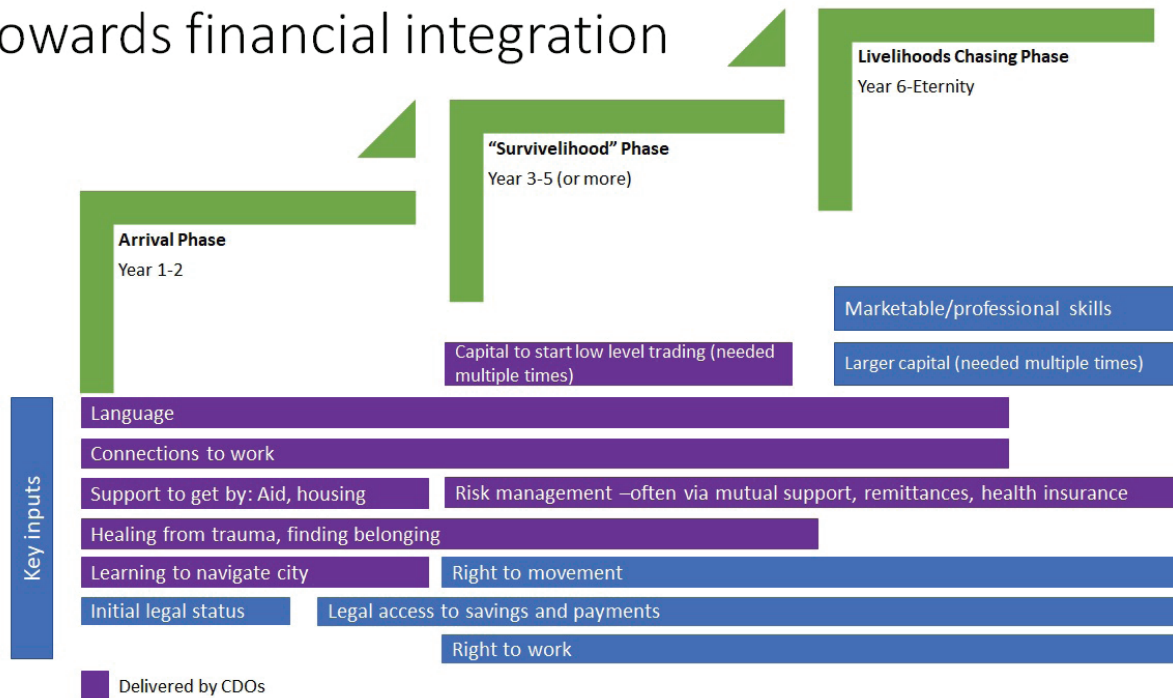 owards financial integration
Livelihoods Chasing Phase
Year 6-Eternity
“Survivelihood” Phase
Year 3-5 (or more)
Arrival Phase
Year 1-2
Marketable/professional skills
Capital to start low level trading (needed
multiple times)
Larger capital (needed multiple times)
Key inputs
Language
Connections to work
Support to get by: Aid, housing
Risk management –often via mutual support, remittances, health insurance
Healing from trauma, finding belonging
Learning to navigate city
Right to movement
Initial legal status
Legal access to savings and payments
Right to work
Delivered by CDOs